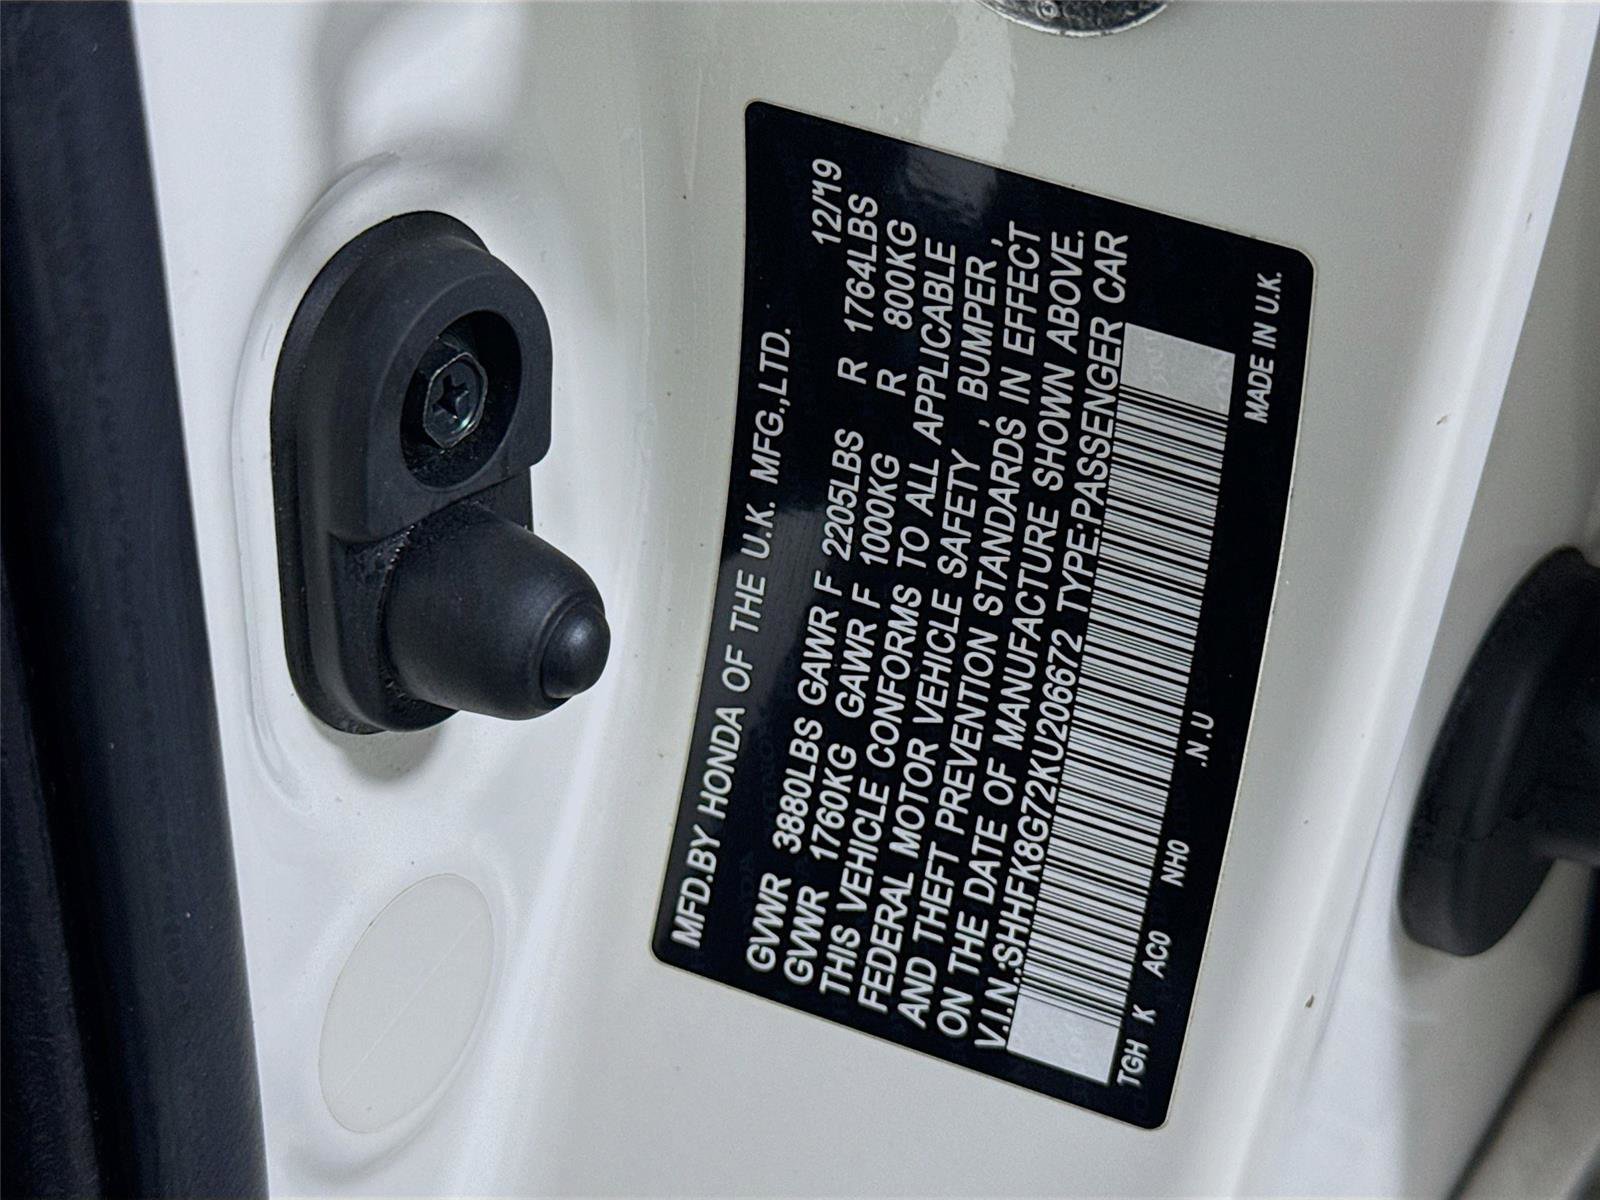 MFD.BY HONDA OF THE U.K. MFG.,LTD.
12/19
GVWR 3880LBS GAWR F 2205LBS R 1764LBS
GVWR 1760KG GAWR F 1000KG R 800KG
THIS VEHICLE CONFORMS TO ALL APPLICABLE
FEDERAL MOTOR VEHICLE SAFETY , BUMPER ,
AND THEFT PREVENTION STANDARDS IN EFFECT
ON THE DATE OF MANUFACTURE SHOWN ABOVE.
V.I.N.:SHHFK8G72KU206672 TYPE:PASSENGER CAR
TGH K AC0 NH0 .N.U MADE IN U.K.